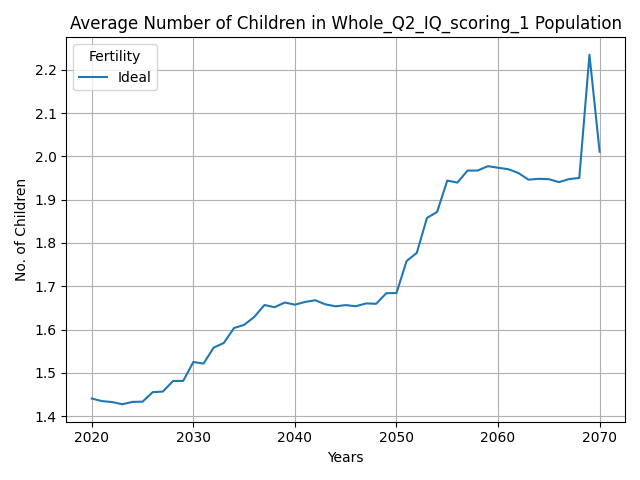 Average Number of Children in Whole_Q2_IQ_scoring_1 Population
Fertility
Ideal
No. of Children
2.2
2.1
2.0
1.9
1.8
1.7
1.6
1.5
1.4
2020 2030 2040 2050 2060 2070
Years